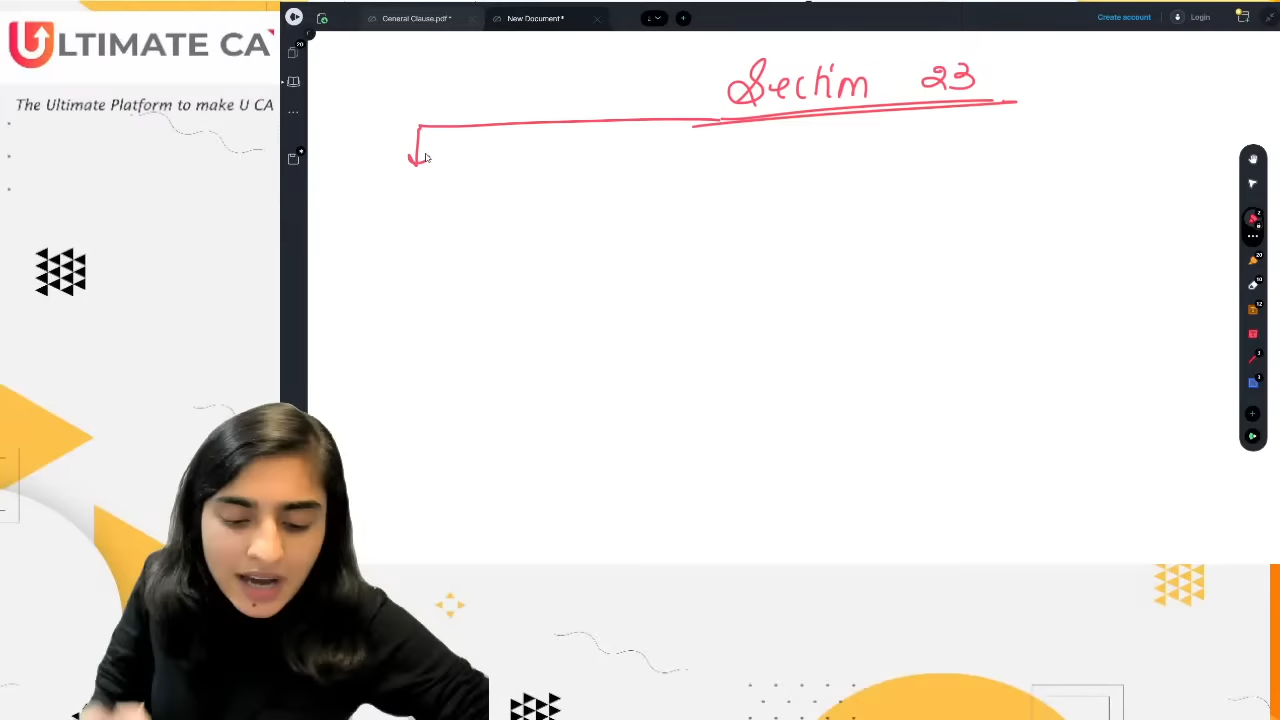 General Clause.pdf *
New Document*
Create account
Login
ULTIMATE CA
The Ultimate Platform to make U CA
Section 23